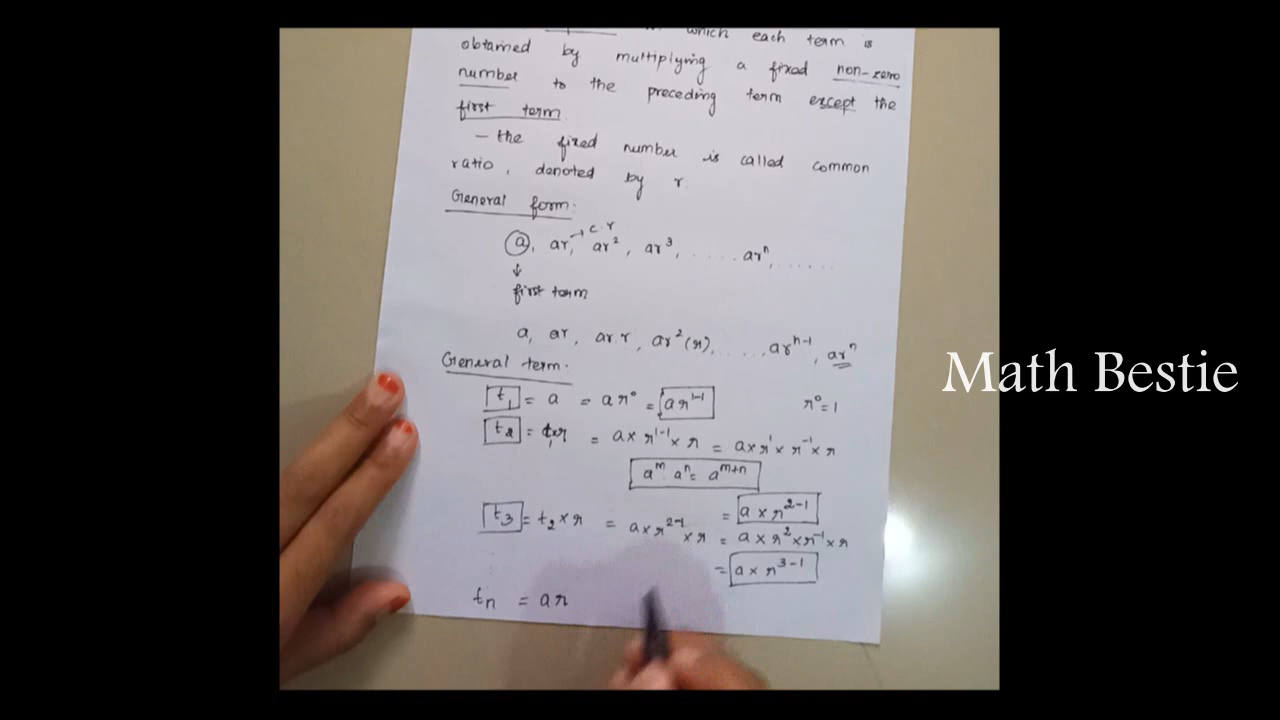 which each term is
obtained by multiplying a fixed non-zero
number to the preceding term except the
first term.
– the fixed number is called common
ratio, denoted by r
General form.
a, ar, ar², ar³, ...... arⁿ, ......
→ c.r
↓
first term
a, ar, ar.r, ar²(r), ...... arⁿ⁻¹, arⁿ
General term.
t₁ = a = ar⁰ = ar¹⁻¹ r⁰=1
t₂ = t₁xr = a x r¹⁻¹ x r = a x r¹ x r⁻¹ x r
aᵐ.aⁿ = aᵐ⁺ⁿ
= a x r²⁻¹
t₃ = t₂ x r = a x r²⁻¹ x r = a x r² x r⁻¹ x r
= a x r³⁻¹
tₙ = ar
Math Bestie